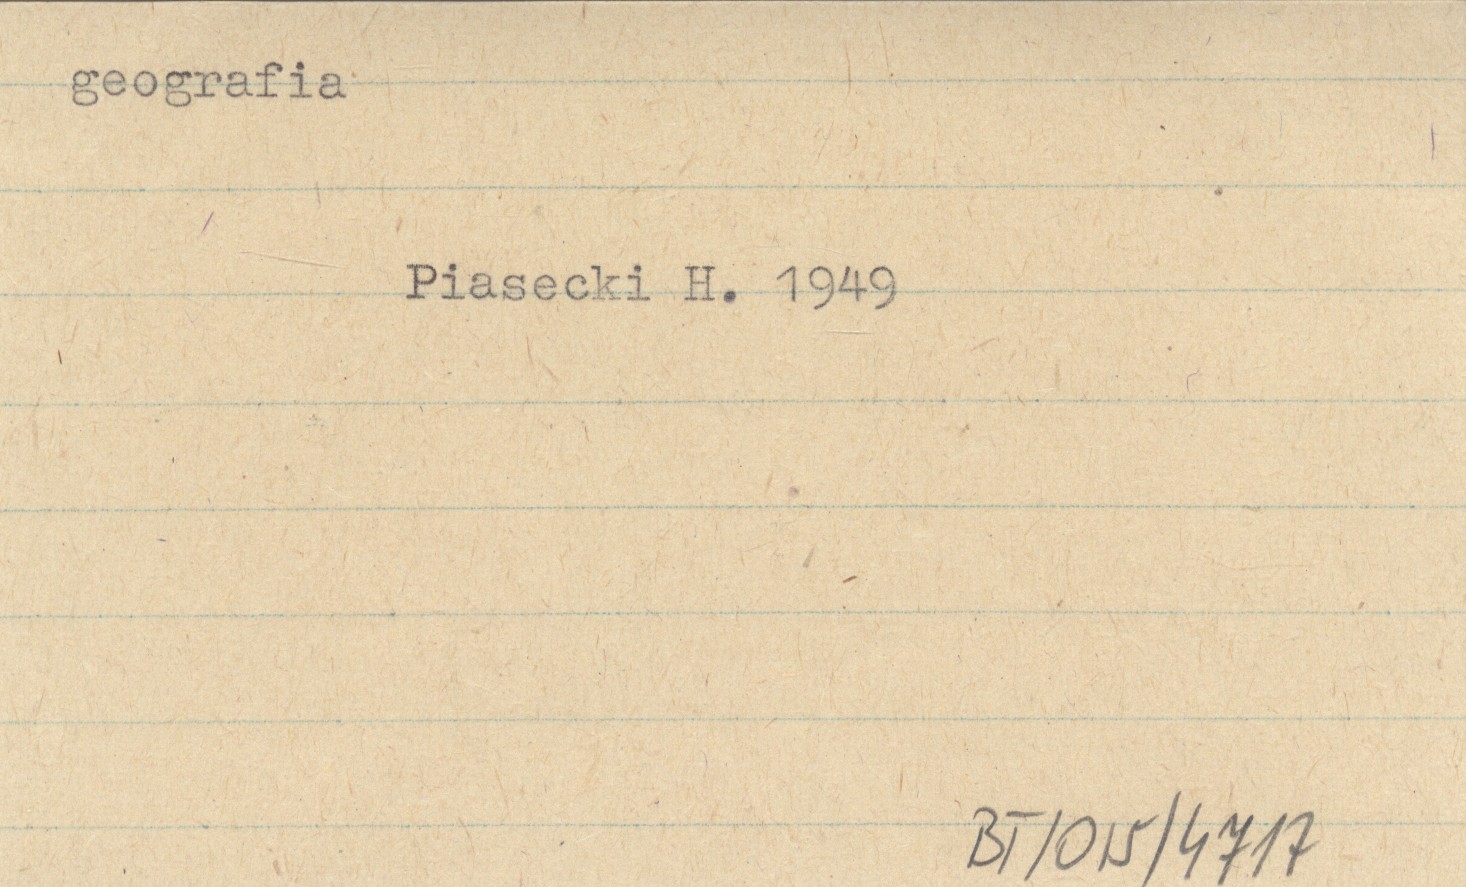 geografia
Piasecki H. 1949
BT/015/4717